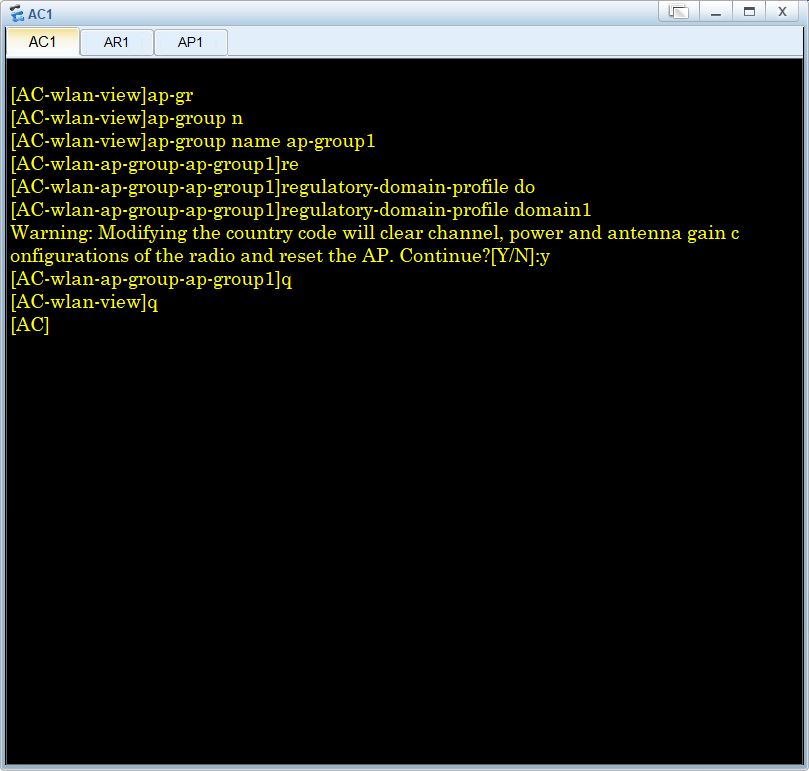 AC1
AC1 AR1 AP1
[AC-wlan-view]ap-gr
[AC-wlan-view]ap-group n
[AC-wlan-view]ap-group name ap-group1
[AC-wlan-ap-group-ap-group1]re
[AC-wlan-ap-group-ap-group1]regulatory-domain-profile do
[AC-wlan-ap-group-ap-group1]regulatory-domain-profile domain1
Warning: Modifying the country code will clear channel, power and antenna gain c
onfigurations of the radio and reset the AP. Continue?[Y/N]:y
[AC-wlan-ap-group-ap-group1]q
[AC-wlan-view]q
[AC]